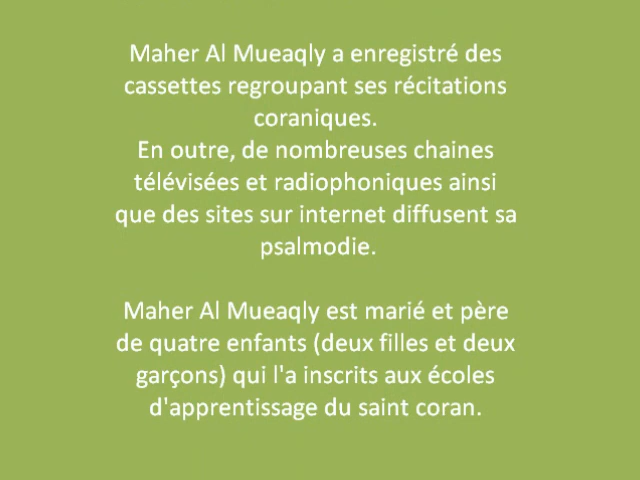 Maher Al Mueaqly a enregistré des
cassettes regroupant ses récitations
coraniques.
En outre, de nombreuses chaines
télévisées et radiophoniques ainsi
que des sites sur internet diffusent sa
psalmodie.
Maher Al Mueaqly est marié et père
de quatre enfants (deux filles et deux
garçons) qui l'a inscrits aux écoles
d'apprentissage du saint coran.